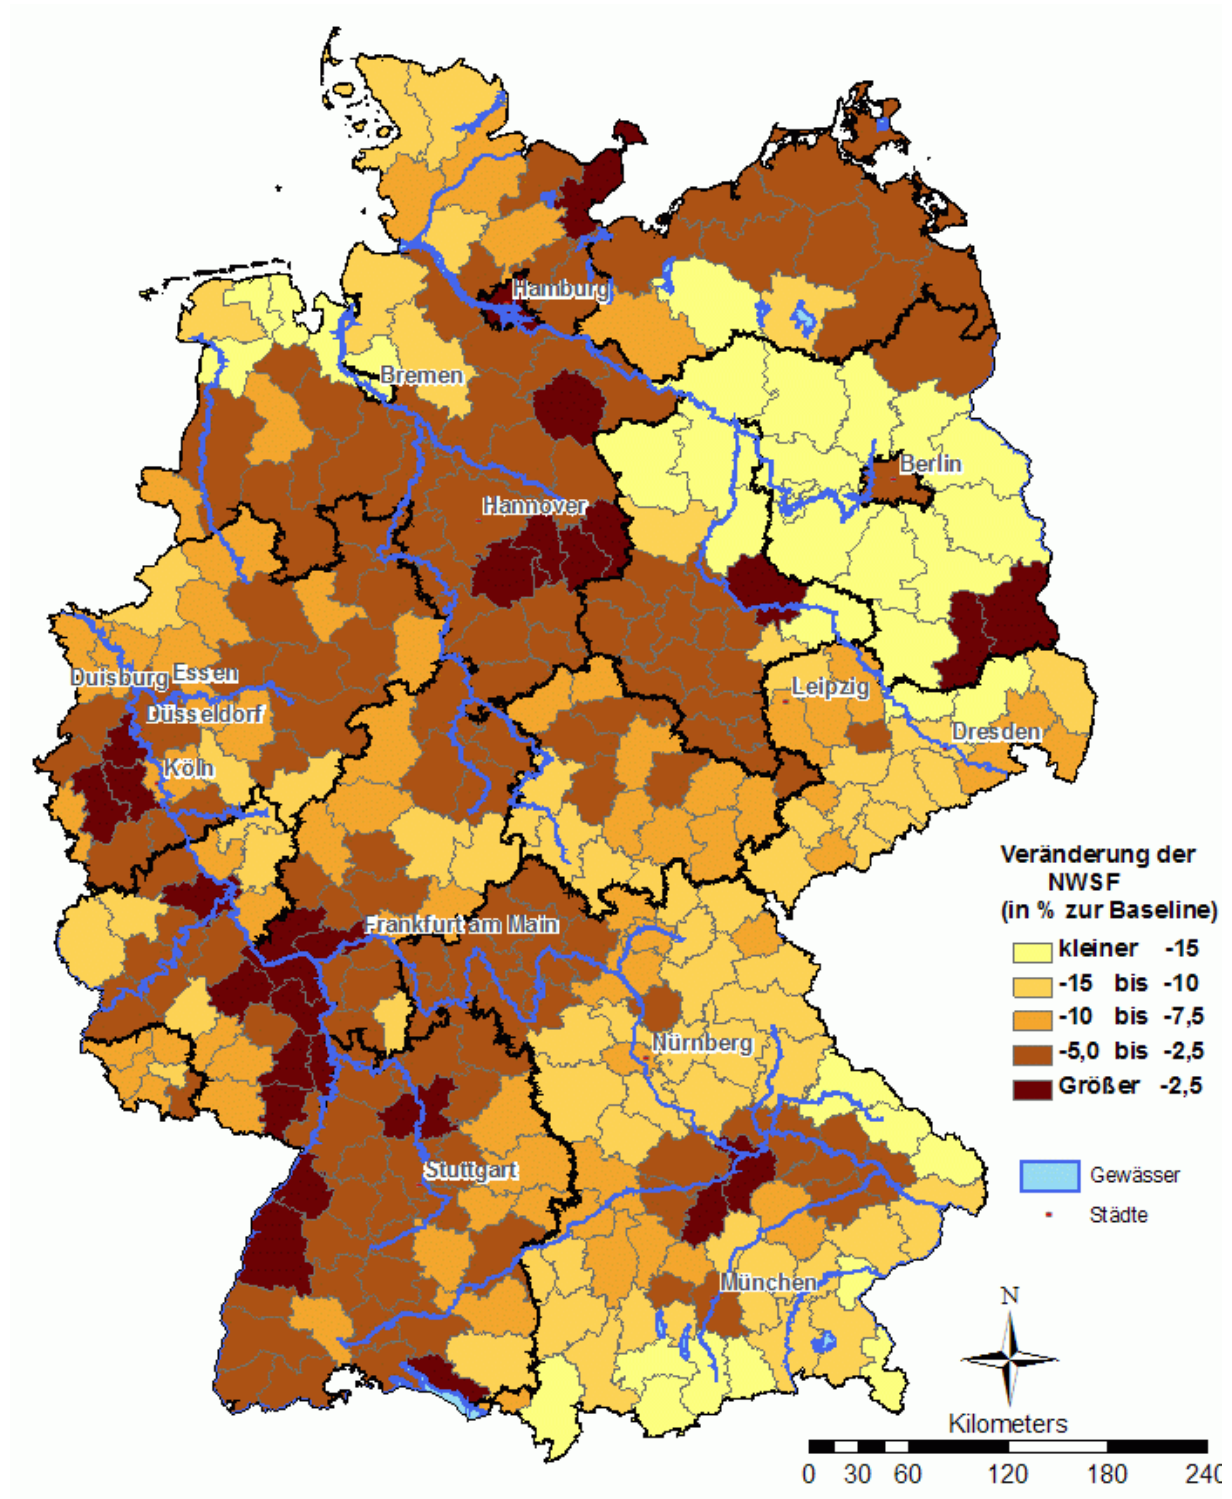 Hamburg
Bremen
Berlin
Hannover
Duisburg
Essen
Leipzig
Düsseldorf
Dresden
Köln
Frankfurt am Main
Nürnberg
Stuttgart
München
Veränderung der
NWSF
(in % zur Baseline)
kleiner -15
-15 bis -10
-10 bis -7,5
-5,0 bis -2,5
Größer -2,5
Gewässer
Städte
N
Kilometers
0 30 60 120 180 240